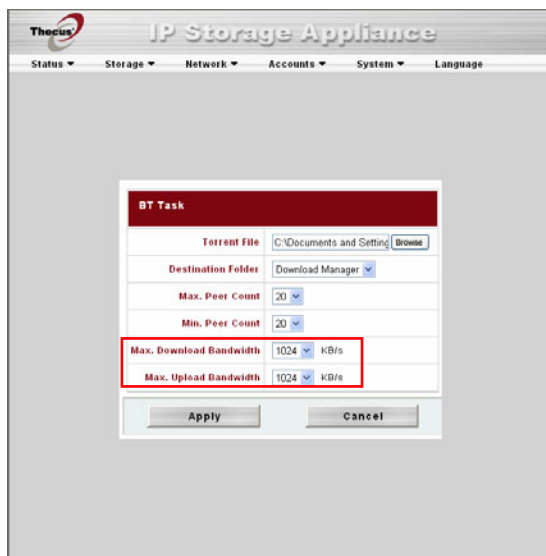 Thecus
IP Storage Appliance
Status Storage Network Accounts System Language
BT Task
Torrent File C:\Documents and Setting Browse
Destination Folder Download Manager
Max. Peer Count 20
Min. Peer Count 20
Max. Download Bandwidth 1024 KB/s
Max. Upload Bandwidth 1024 KB/s
Apply Cancel